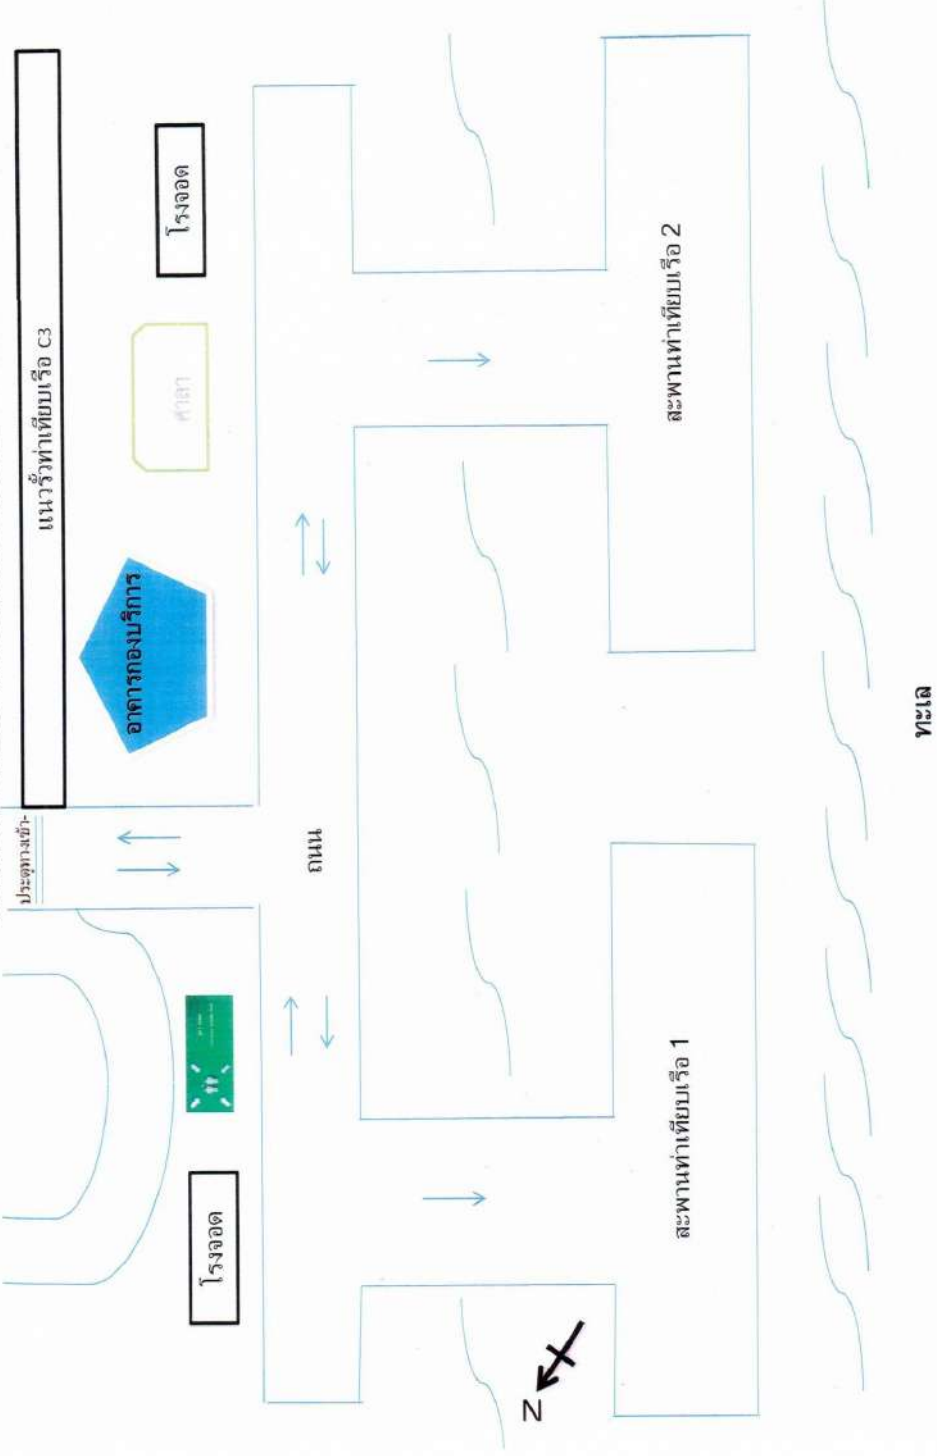 แนวรั้วท่าเทียบเรือ C3
ประตูทางเข้า-
โรงจอด
ศาลา
อาคารกองบริการ
ถนน
โรงจอด
สะพานท่าเทียบเรือ 1
สะพานท่าเทียบเรือ 2
N
ทะเล